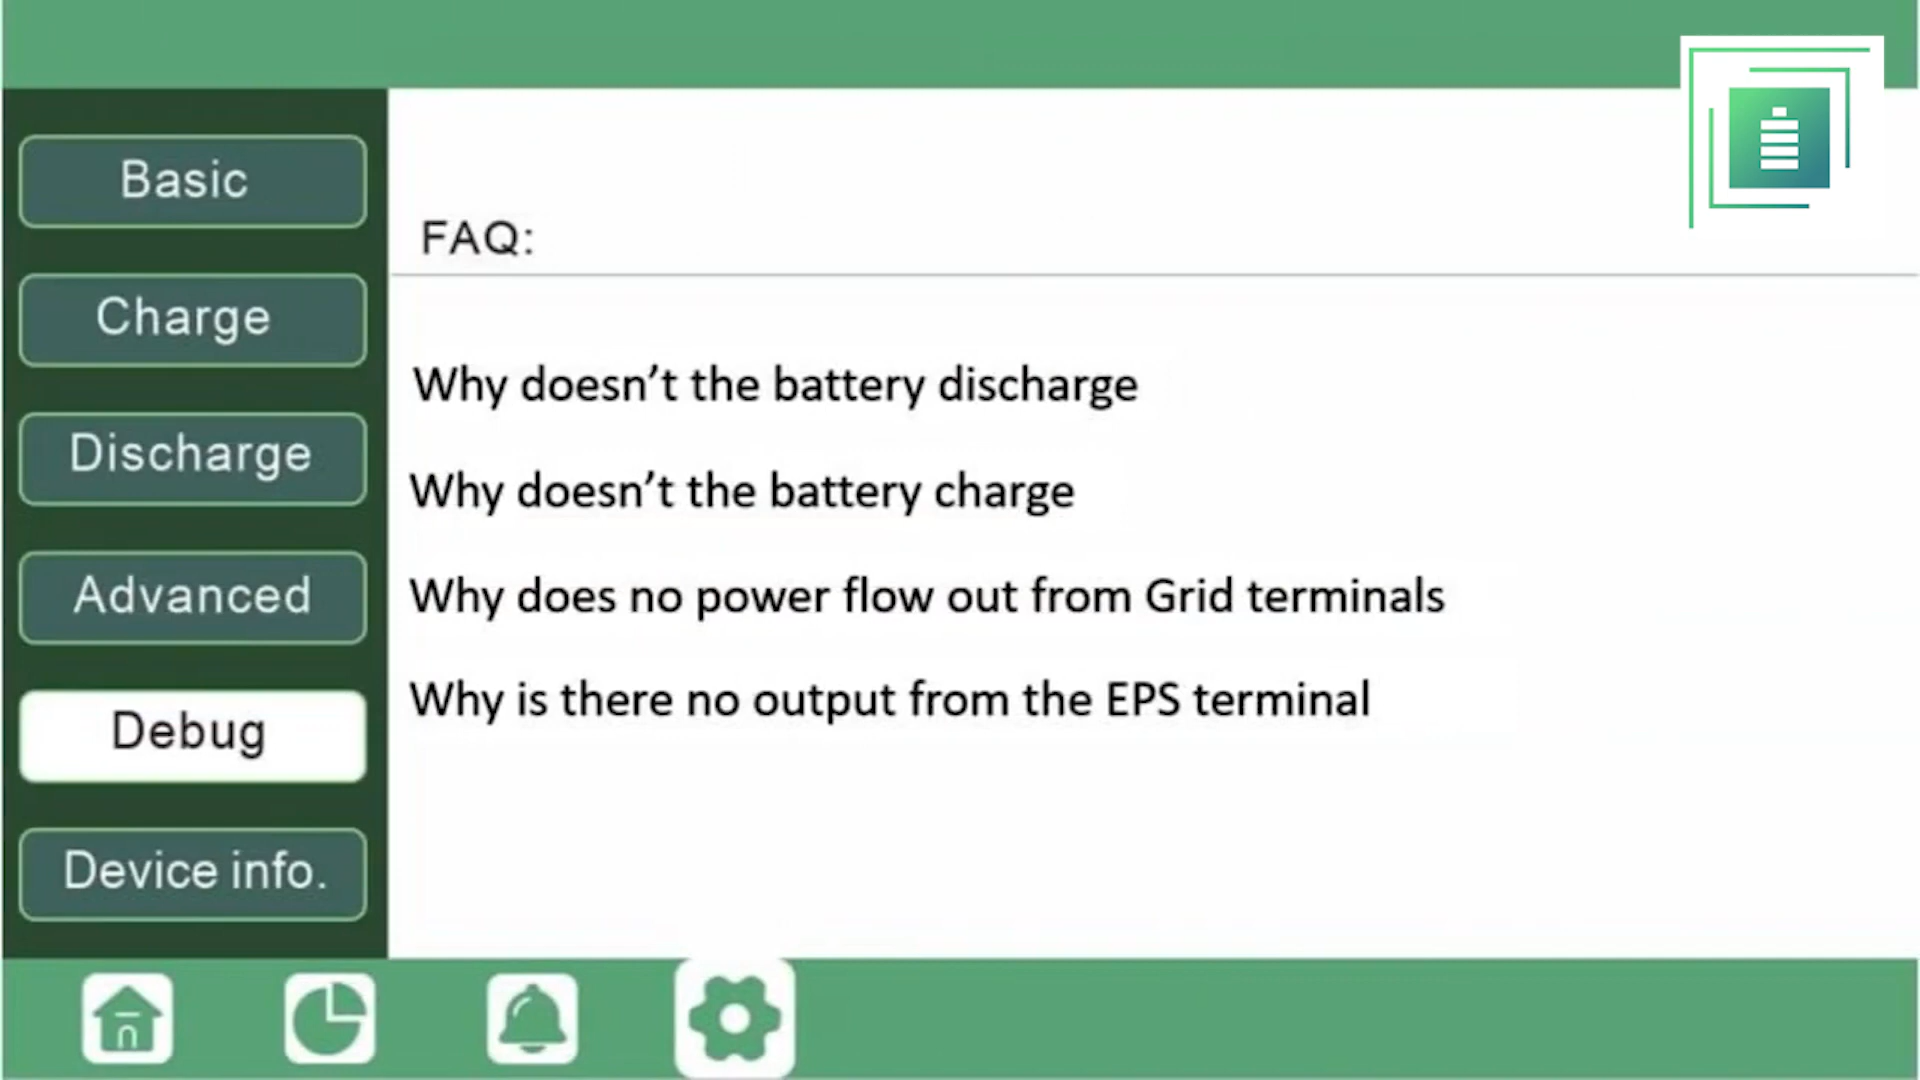 Basic
Charge
Discharge
Advanced
Debug
Device info.
FAQ:
Why doesn’t the battery discharge
Why doesn’t the battery charge
Why does no power flow out from Grid terminals
Why is there no output from the EPS terminal